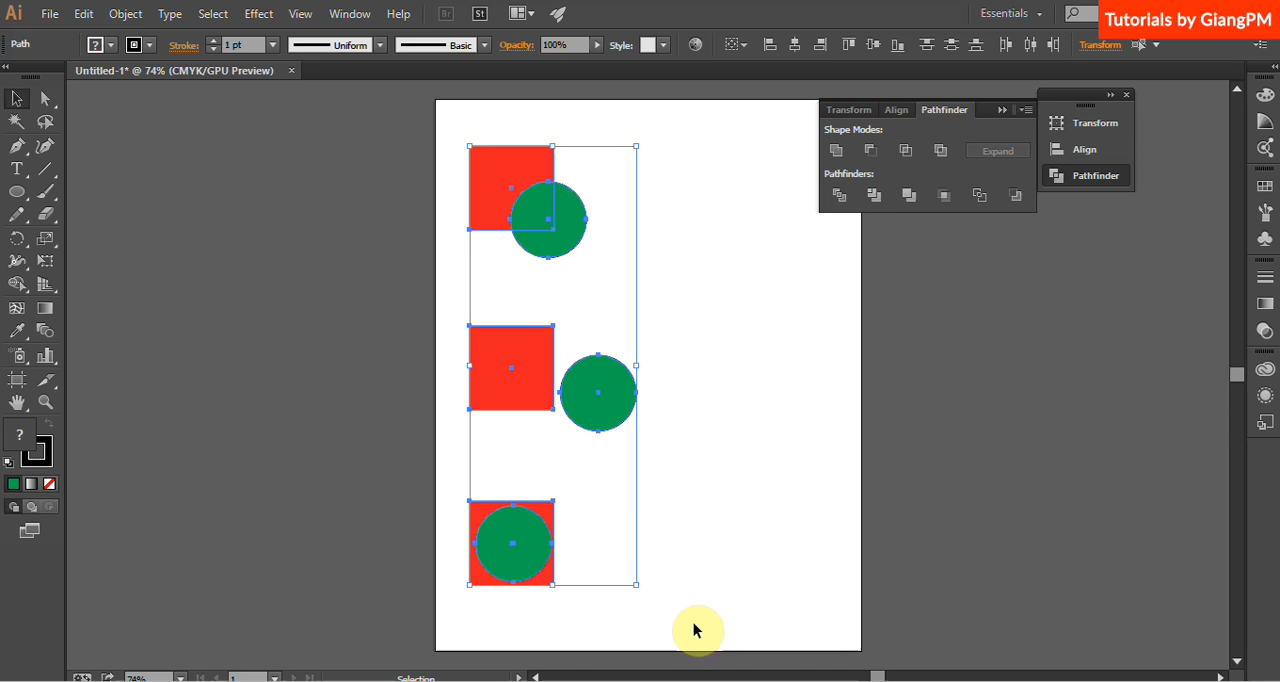 Ai File Edit Object Type Select Effect View Window Help Br St Essentials
Tutorials by GiangPM
Path ? Stroke: 1 pt Uniform Basic Opacity: 100% Style: Transform
Untitled-1* @ 74% (CMYK/GPU Preview) ×
Transform Align Pathfinder
Shape Modes:
Expand
Pathfinders:
Transform
Align
Pathfinder
T
?
74% 1 Selection